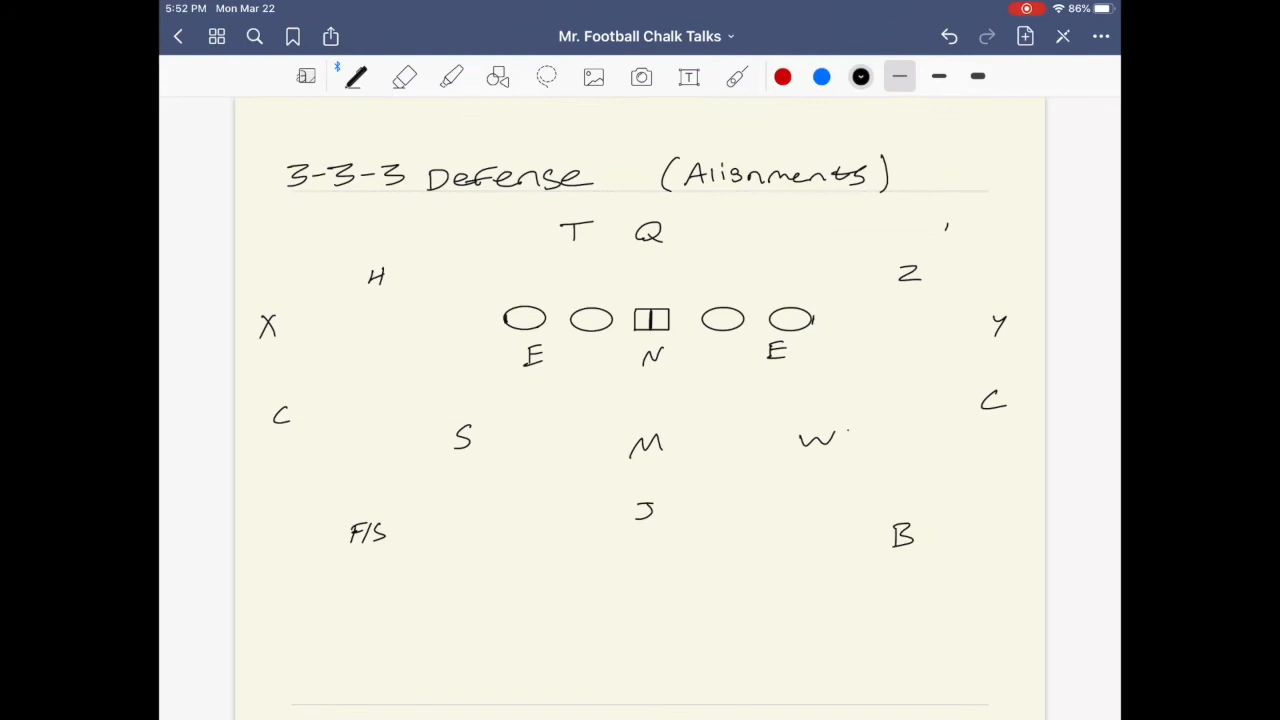 5:52 PM Mon Mar 22 86%
Mr. Football Chalk Talks
3-3-3 Defense (Alignments)
T Q
H Z
X Y
E N E
C C
S M W
J
F/S B